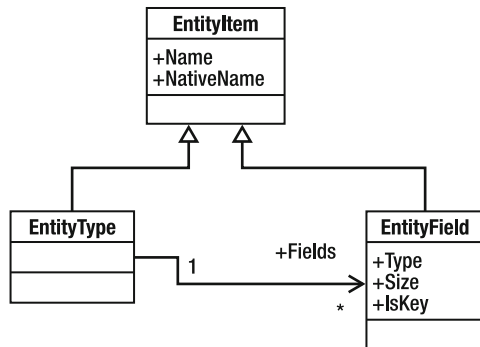 EntityItem
+Name
+NativeName
EntityType
EntityField
+Type
+Size
+IsKey
+Fields
1
*